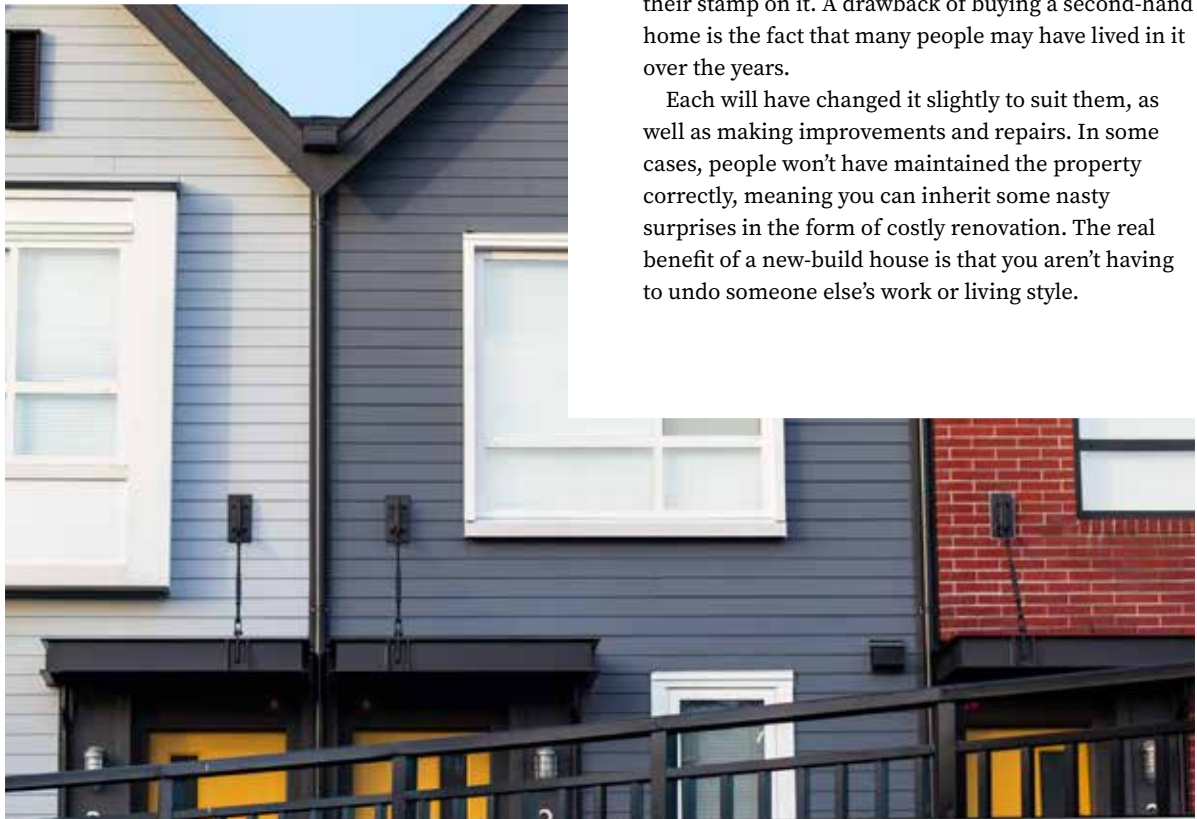 their stamp on it. A drawback of buying a second-hand
home is the fact that many people may have lived in it
over the years.
Each will have changed it slightly to suit them, as
well as making improvements and repairs. In some
cases, people won’t have maintained the property
correctly, meaning you can inherit some nasty
surprises in the form of costly renovation. The real
benefit of a new-build house is that you aren’t having
to undo someone else’s work or living style.